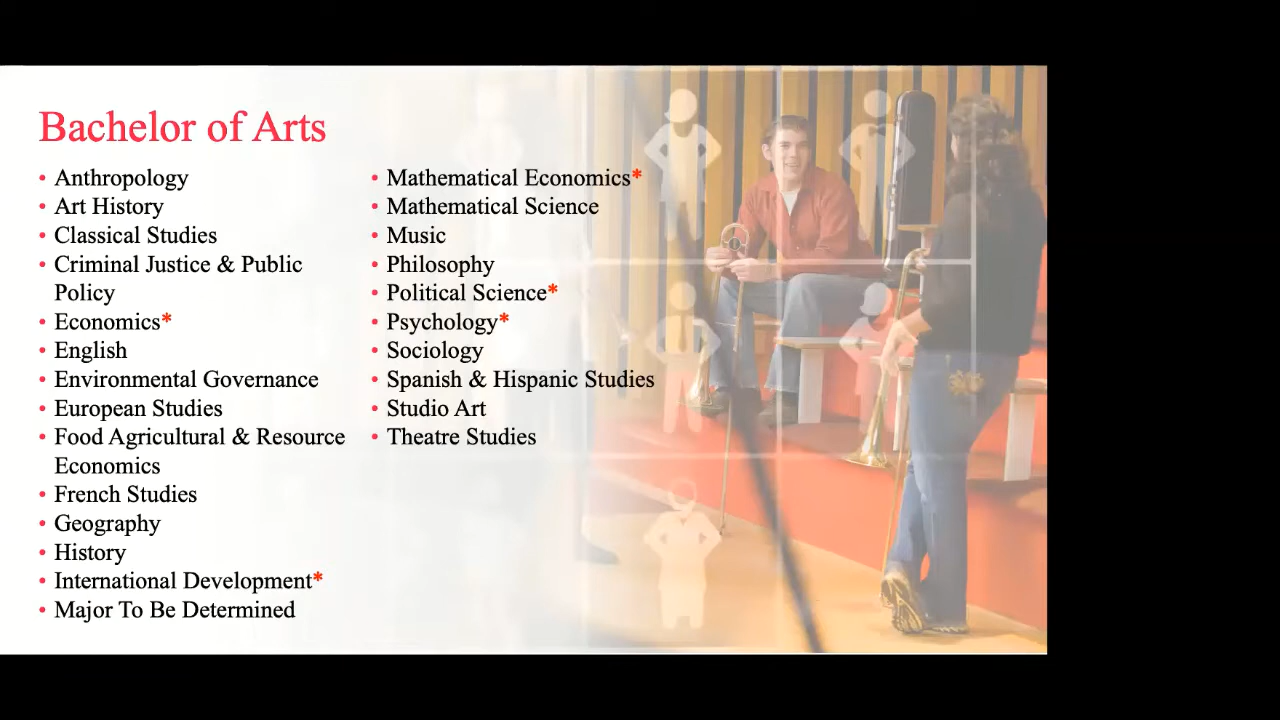 Bachelor of Arts
• Anthropology
• Art History
• Classical Studies
• Criminal Justice & Public
Policy
• Economics*
• English
• Environmental Governance
• European Studies
• Food Agricultural & Resource
Economics
• French Studies
• Geography
• History
• International Development*
• Major To Be Determined
• Mathematical Economics*
• Mathematical Science
• Music
• Philosophy
• Political Science*
• Psychology*
• Sociology
• Spanish & Hispanic Studies
• Studio Art
• Theatre Studies